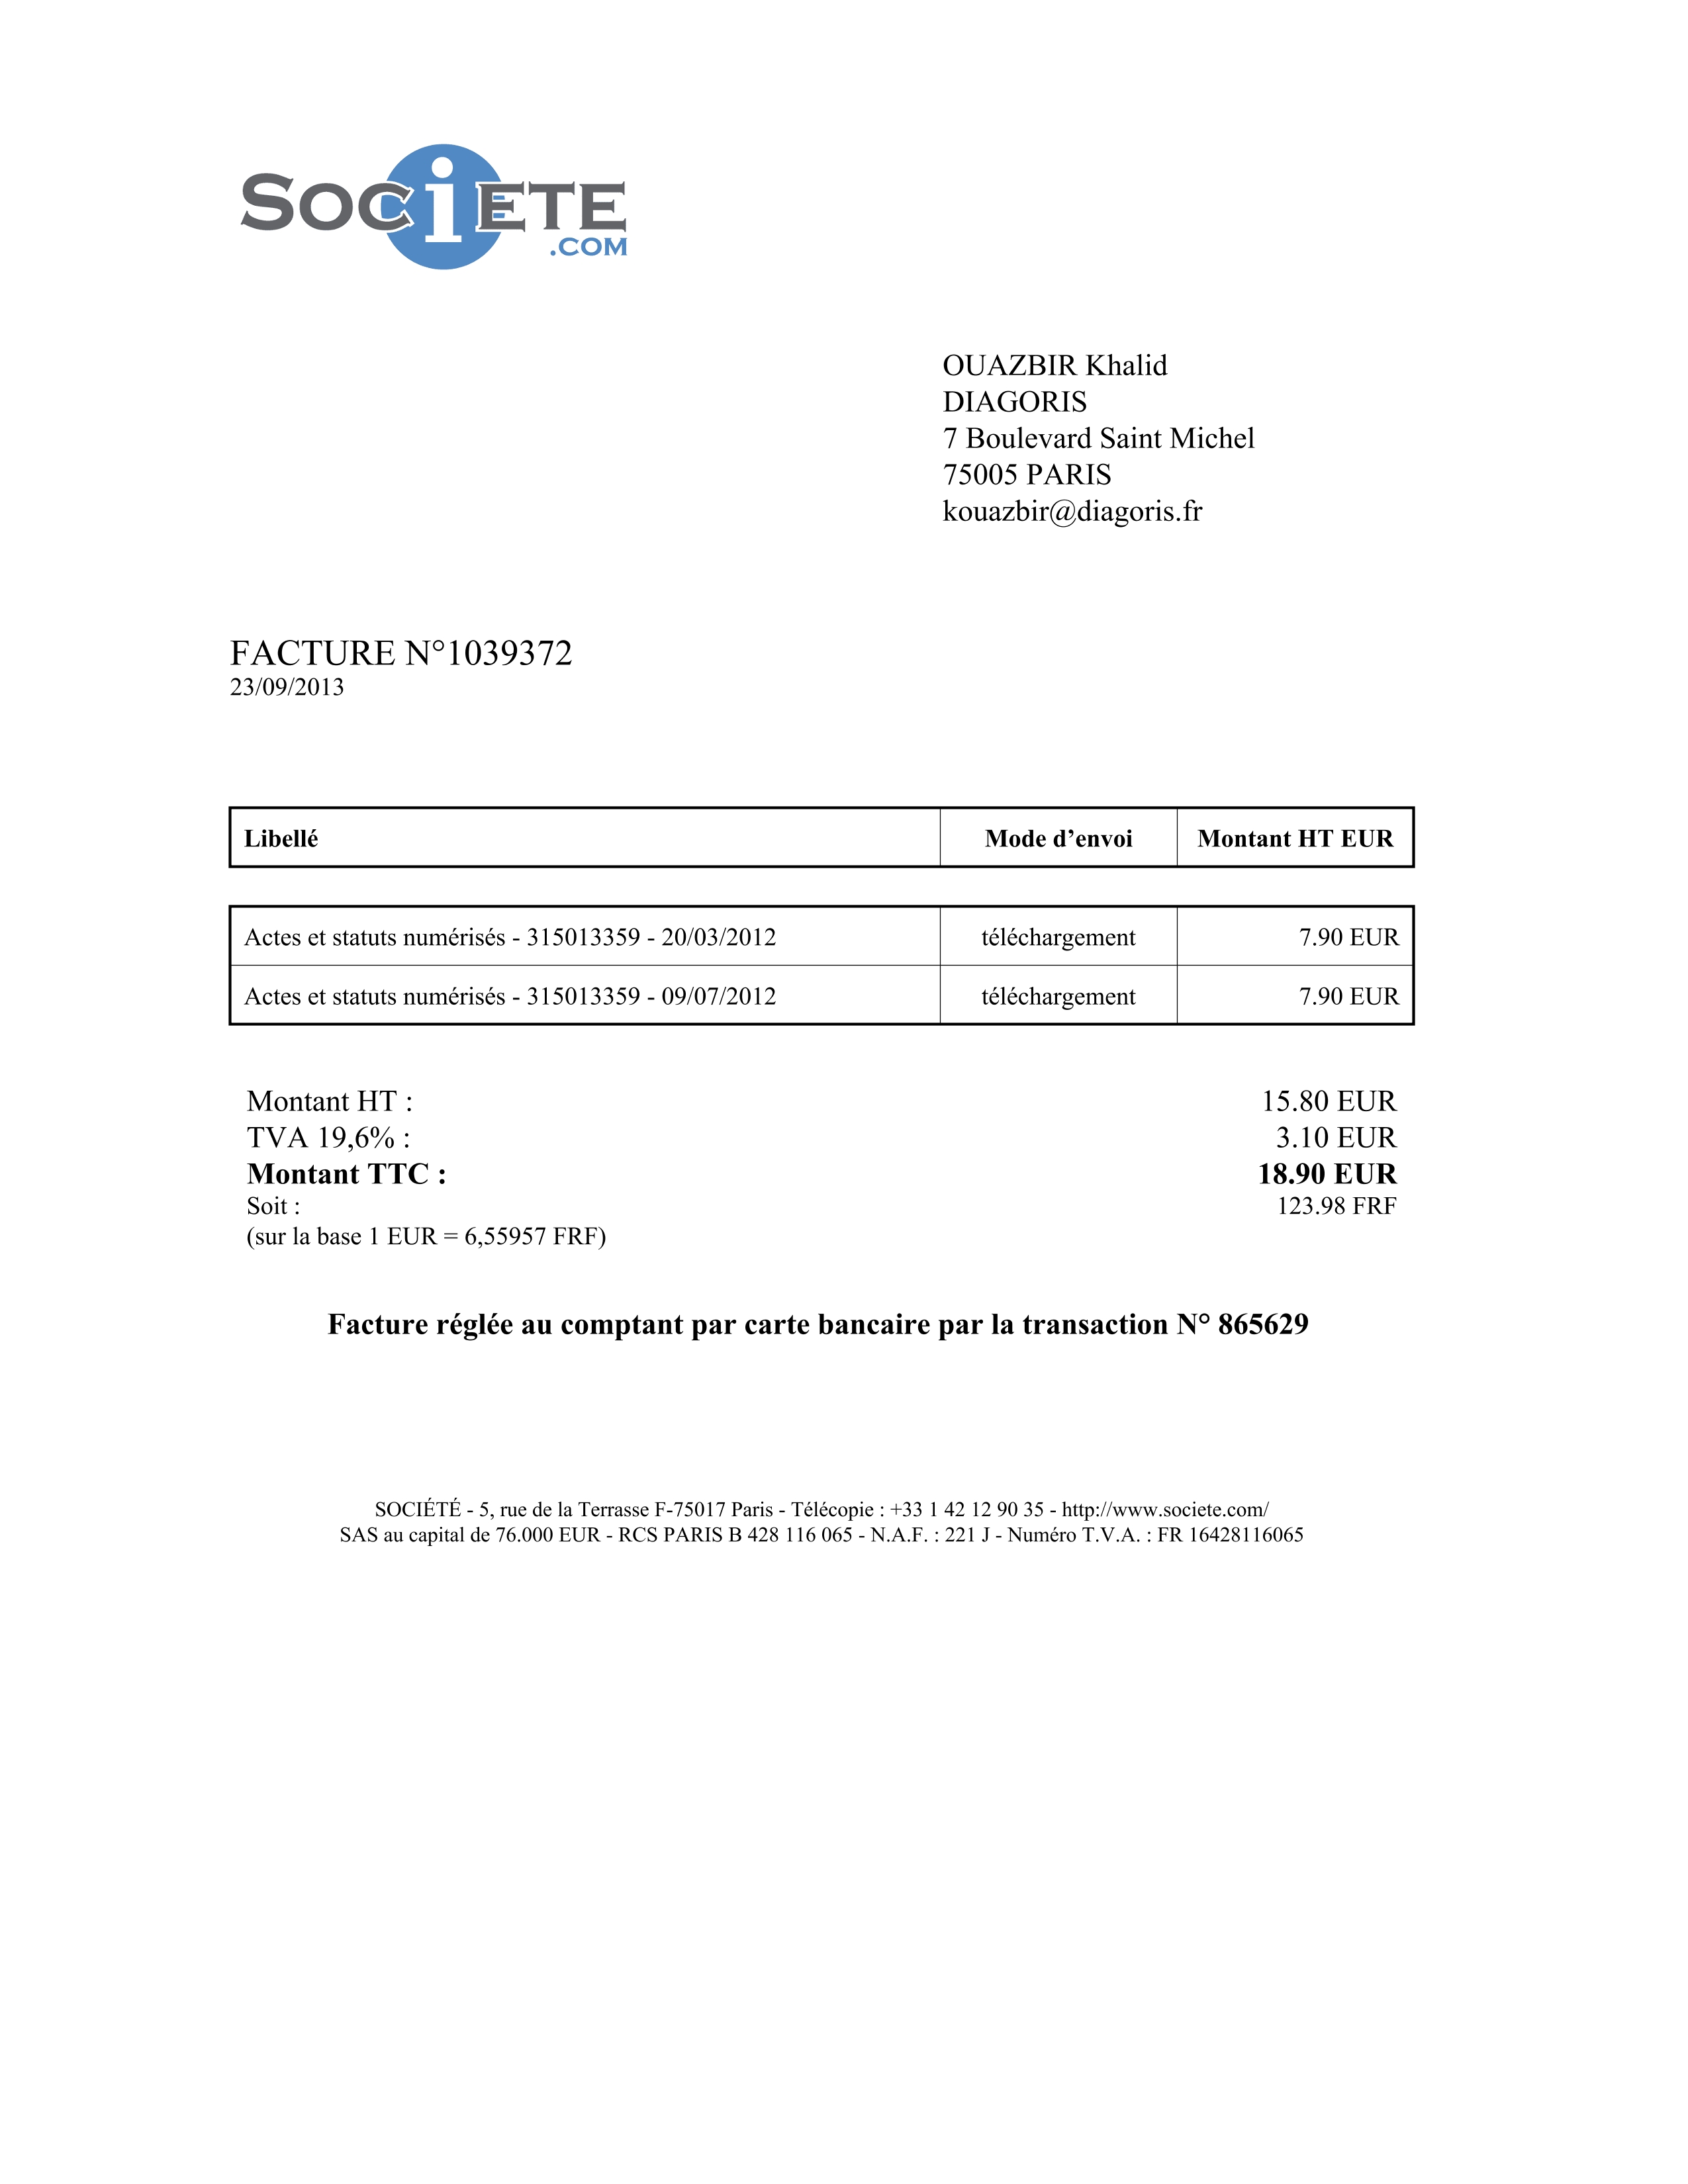 SOCIETE
.COM
OUAZBIR Khalid
DIAGORIS
7 Boulevard Saint Michel
75005 PARIS
kouazbir@diagoris.fr
FACTURE N°1039372
23/09/2013
Libellé Mode d’envoi Montant HT EUR
Actes et statuts numérisés - 315013359 - 20/03/2012 téléchargement 7.90 EUR
Actes et statuts numérisés - 315013359 - 09/07/2012 téléchargement 7.90 EUR
Montant HT : 15.80 EUR
TVA 19,6% : 3.10 EUR
Montant TTC : 18.90 EUR
Soit : 123.98 FRF
(sur la base 1 EUR = 6,55957 FRF)
Facture réglée au comptant par carte bancaire par la transaction N° 865629
SOCIÉTÉ - 5, rue de la Terrasse F-75017 Paris - Télécopie : +33 1 42 12 90 35 - http://www.societe.com/
SAS au capital de 76.000 EUR - RCS PARIS B 428 116 065 - N.A.F. : 221 J - Numéro T.V.A. : FR 16428116065